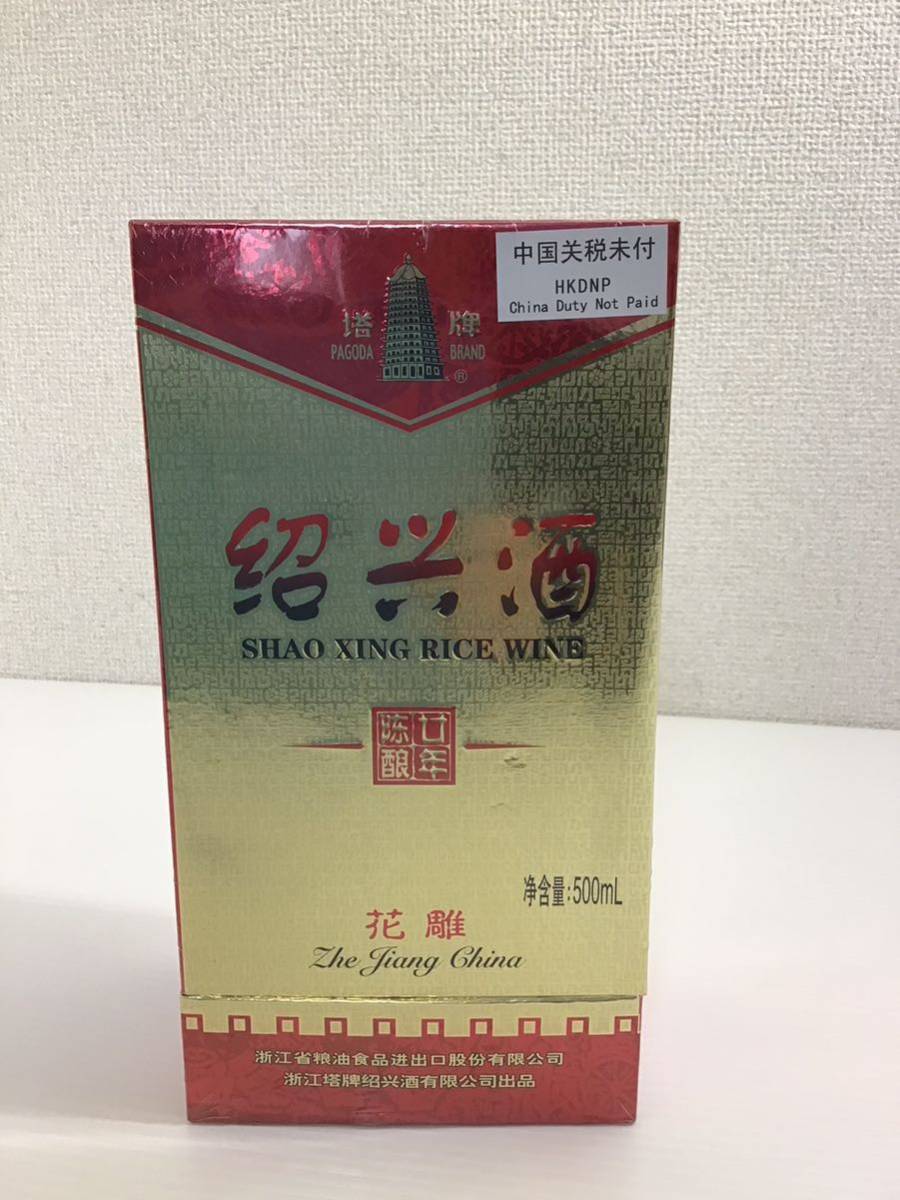 中国关税未付
HKDNP
China Duty Not Paid
塔牌
PAGODA BRAND
®
绍兴酒
SHAO XING RICE WINE
廿年
陈酿
净含量:500mL
花雕
Zhe Jiang China
浙江省粮油食品进出口股份有限公司
浙江塔牌绍兴酒有限公司出品